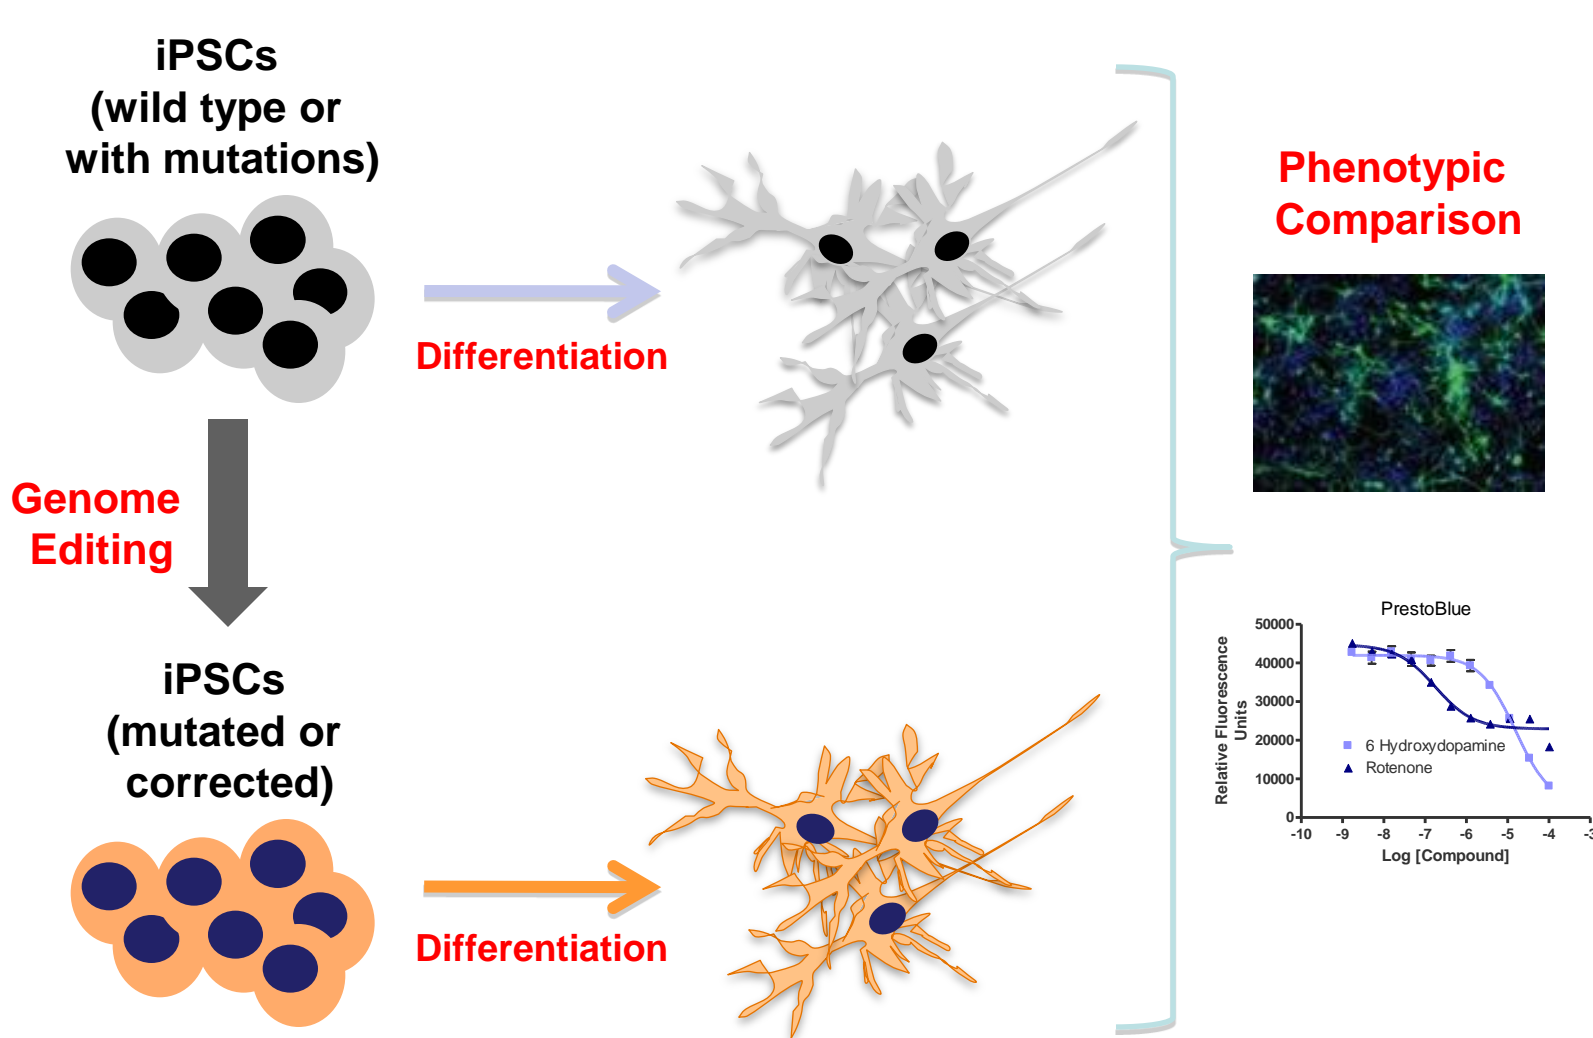 iPSCs
(wild type or
with mutations)
Differentiation
Genome
Editing
iPSCs
(mutated or
corrected)
Differentiation
Phenotypic
Comparison
PrestoBlue
50000
40000
30000
20000
10000
0
Relative Fluorescence
Units
6 Hydroxydopamine
Rotenone
-10 -9 -8 -7 -6 -5 -4 -3
Log [Compound]